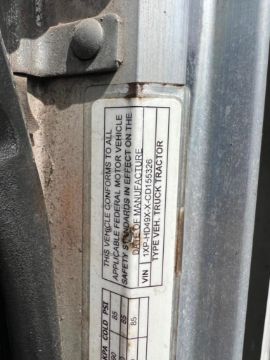 THIS VEHICLE CONFORMS TO ALL
APPLICABLE FEDERAL MOTOR VEHICLE
SAFETY STANDARDS IN EFFECT ON THE
DATE OF MANUFACTURE
VIN 1XP-HD49X-X-CD155326
TYPE VEH. TRUCK TRACTOR
KPA COLD PSI
85
85
85